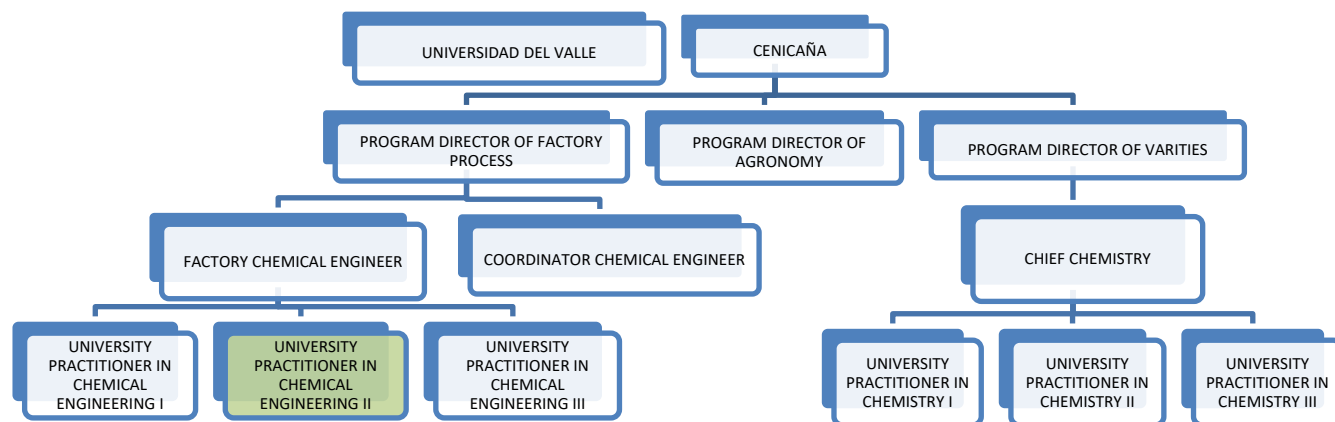 UNIVERSIDAD DEL VALLE
CENICAÑA
PROGRAM DIRECTOR OF FACTORY
PROCESS
PROGRAM DIRECTOR OF
AGRONOMY
PROGRAM DIRECTOR OF VARITIES
FACTORY CHEMICAL ENGINEER
COORDINATOR CHEMICAL ENGINEER
CHIEF CHEMISTRY
UNIVERSITY
PRACTITIONER IN
CHEMICAL
ENGINEERING I
UNIVERSITY
PRACTITIONER IN
CHEMICAL
ENGINEERING II
UNIVERSITY
PRACTITIONER IN
CHEMICAL
ENGINEERING III
UNIVERSITY
PRACTITIONER IN
CHEMISTRY I
UNIVERSITY
PRACTITIONER IN
CHEMISTRY II
UNIVERSITY
PRACTITIONER IN
CHEMISTRY III